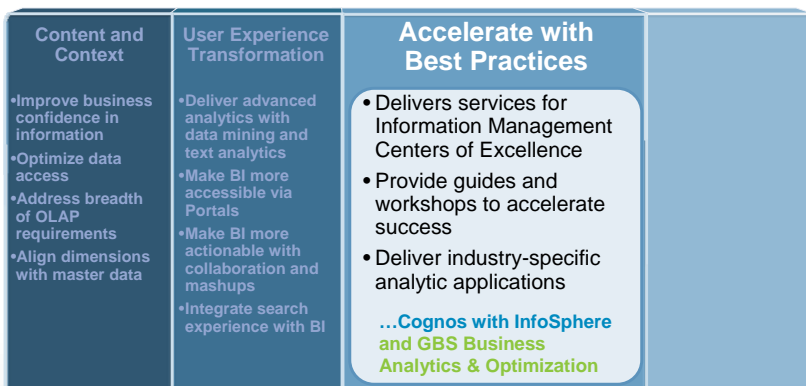 Content and
Context
•Improve business
confidence in
information
•Optimize data
access
•Address breadth
of OLAP
requirements
•Align dimensions
with master data
User Experience
Transformation
•Deliver advanced
analytics with
data mining and
text analytics
•Make BI more
accessible via
Portals
•Make BI more
actionable with
collaboration and
mashups
•Integrate search
experience with BI
Accelerate with
Best Practices
• Delivers services for
Information Management
Centers of Excellence
• Provide guides and
workshops to accelerate
success
• Deliver industry-specific
analytic applications
…Cognos with InfoSphere
and GBS Business
Analytics & Optimization